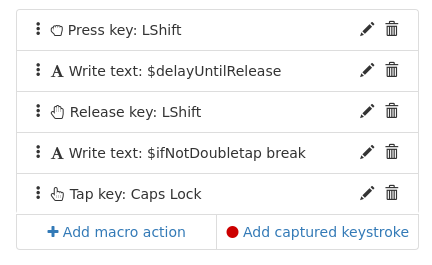 Press key: LShift
Write text: $delayUntilRelease
Release key: LShift
Write text: $ifNotDoubletap break
Tap key: Caps Lock
Add macro action
Add captured keystroke